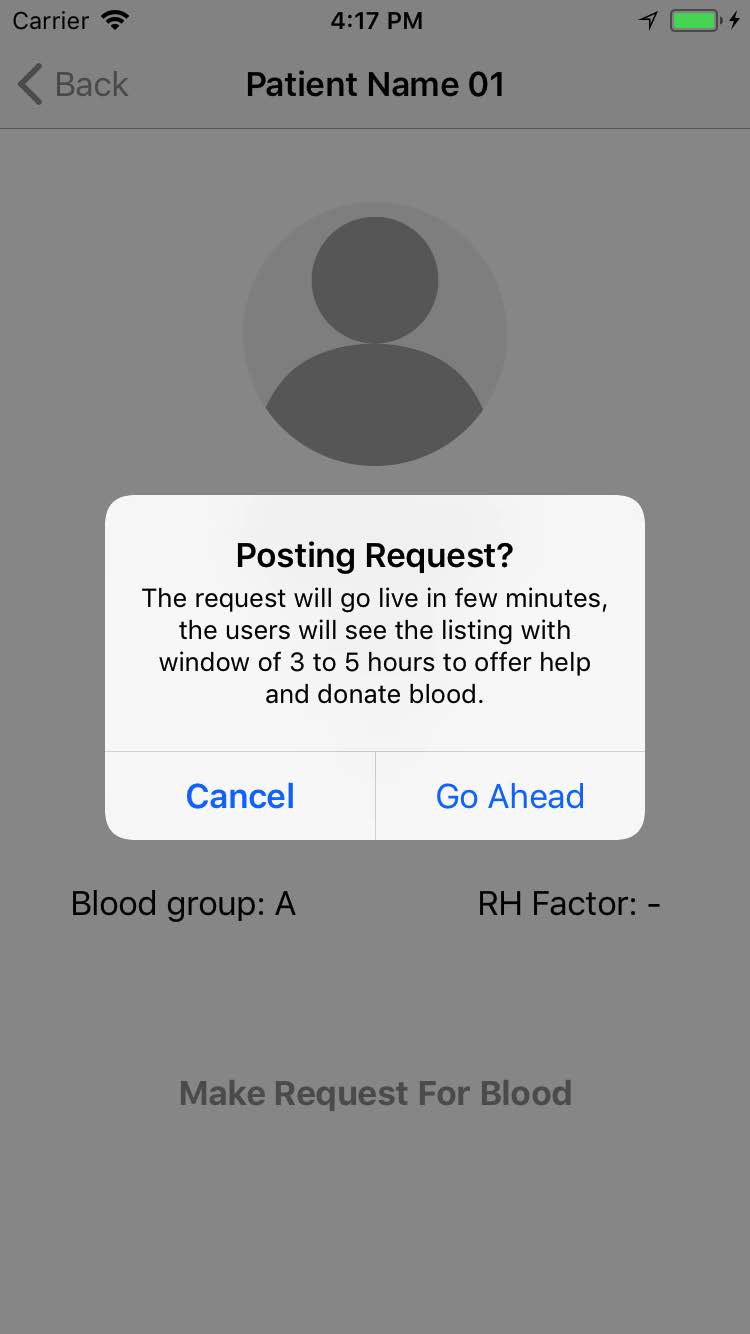 Carrier 4:17 PM
Back Patient Name 01
Posting Request?
The request will go live in few minutes,
the users will see the listing with
window of 3 to 5 hours to offer help
and donate blood.
Cancel Go Ahead
Blood group: A RH Factor: -
Make Request For Blood